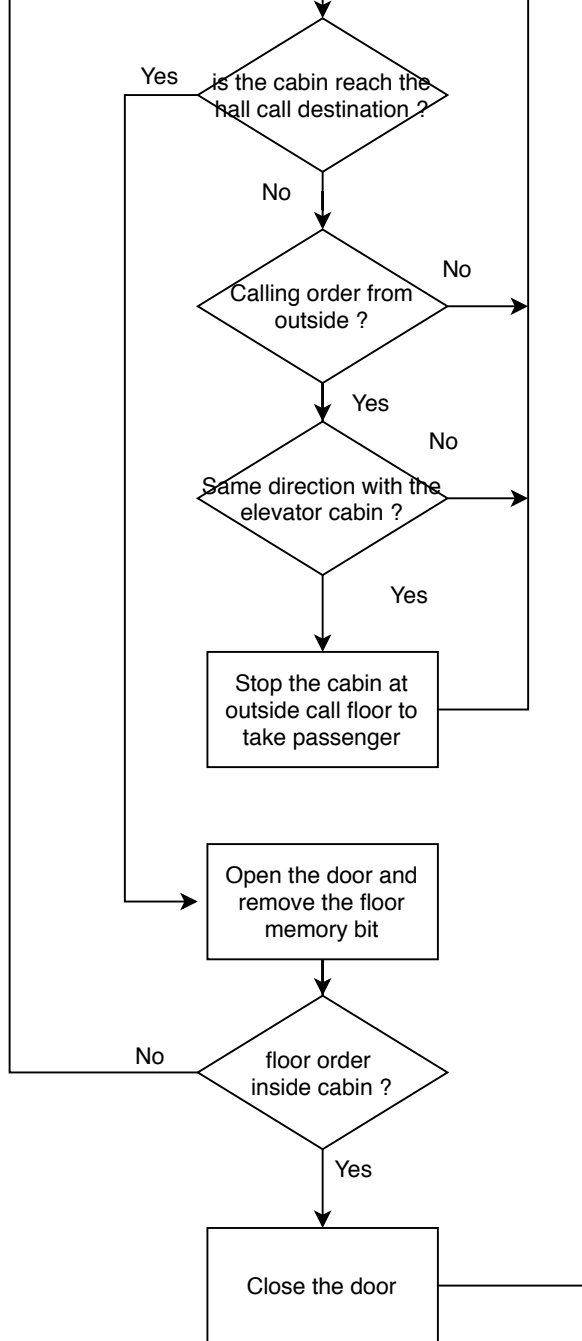 Yes
is the cabin reach the
hall call destination ?
No
No
Calling order from
outside ?
Yes
No
Same direction with the
elevator cabin ?
Yes
Stop the cabin at
outside call floor to
take passenger
Open the door and
remove the floor
memory bit
No
floor order
inside cabin ?
Yes
Close the door